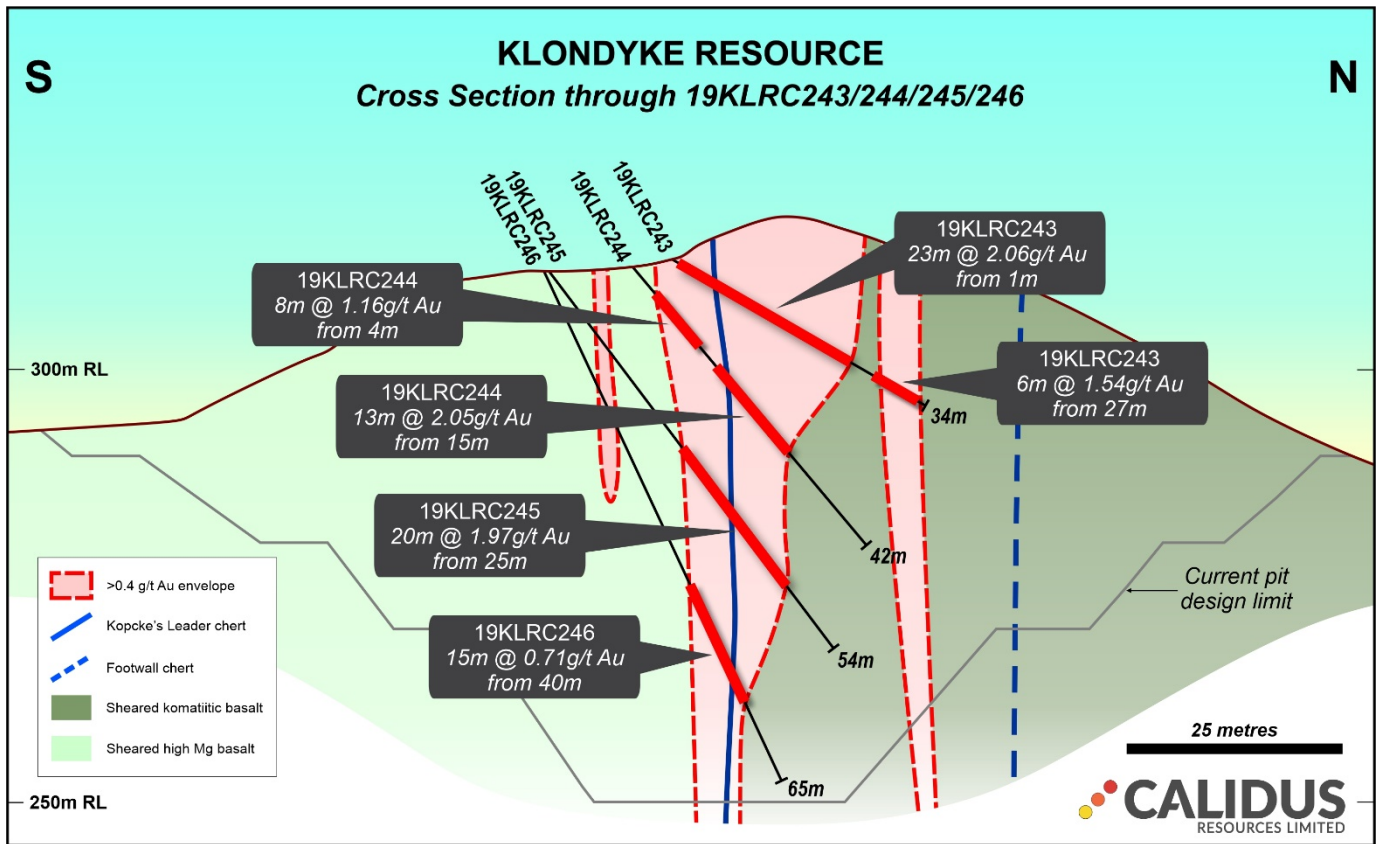 KLONDYKE RESOURCE
Cross Section through 19KLRC243/244/245/246
S
N
19KLRC246
19KLRC245
19KLRC244
19KLRC243
19KLRC243
23m @ 2.06g/t Au
from 1m
19KLRC244
8m @ 1.16g/t Au
from 4m
300m RL
19KLRC243
6m @ 1.54g/t Au
from 27m
34m
19KLRC244
13m @ 2.05g/t Au
from 15m
19KLRC245
20m @ 1.97g/t Au
from 25m
42m
Current pit
design limit
19KLRC246
15m @ 0.71g/t Au
from 40m
54m
65m
>0.4 g/t Au envelope
Kopcke's Leader chert
Footwall chert
Sheared komatiitic basalt
Sheared high Mg basalt
250m RL
25 metres
CALIDUS
RESOURCES LIMITED